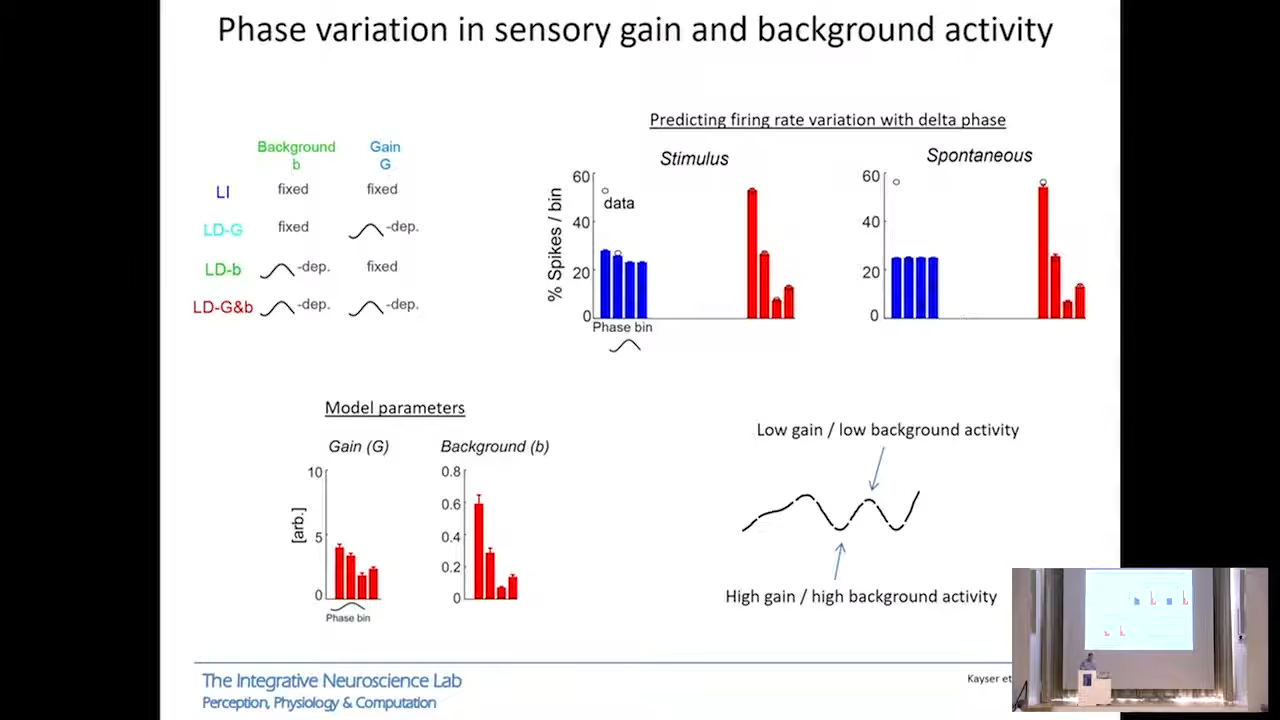 Phase variation in sensory gain and background activity
Predicting firing rate variation with delta phase
Background
b
Gain
G
LI fixed fixed
LD-G fixed -dep.
LD-b -dep. fixed
LD-G&b -dep. -dep.
Stimulus
% Spikes / bin
60
40
20
0
data
Phase bin
Spontaneous
60
40
20
0
Model parameters
Gain (G)
[arb.]
10
5
0
Phase bin
Background (b)
0.8
0.6
0.4
0.2
0
Low gain / low background activity
High gain / high background activity
The Integrative Neuroscience Lab
Perception, Physiology & Computation
Kayser et